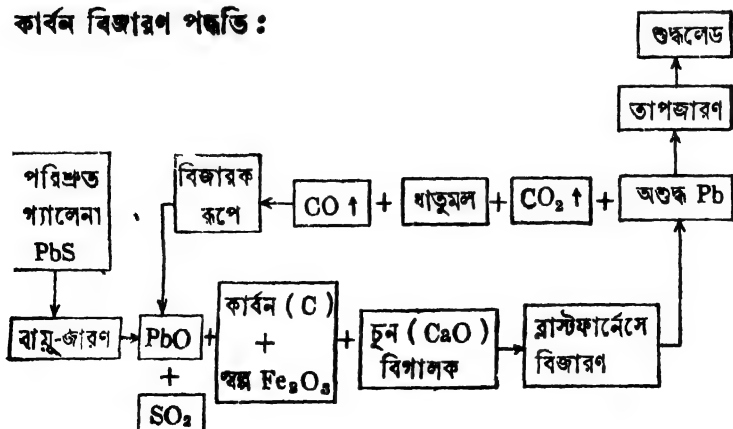 কার্বন বিজারণ পদ্ধতি :
শুদ্ধলেড
তাপজারণ
পরিশ্রুত
গ্যালেনা
PbS
বিজারক
রূপে
CO ↑ + ধাতুমল + CO₂ ↑ + অশুদ্ধ Pb
বায়ু-জারণ
PbO
+
SO₂
+
কার্বন ( C )
+
স্বল্প Fe₂O₃
+
চুন ( CaO )
বিগালক
ব্লাস্টফার্নেসে
বিজারণ